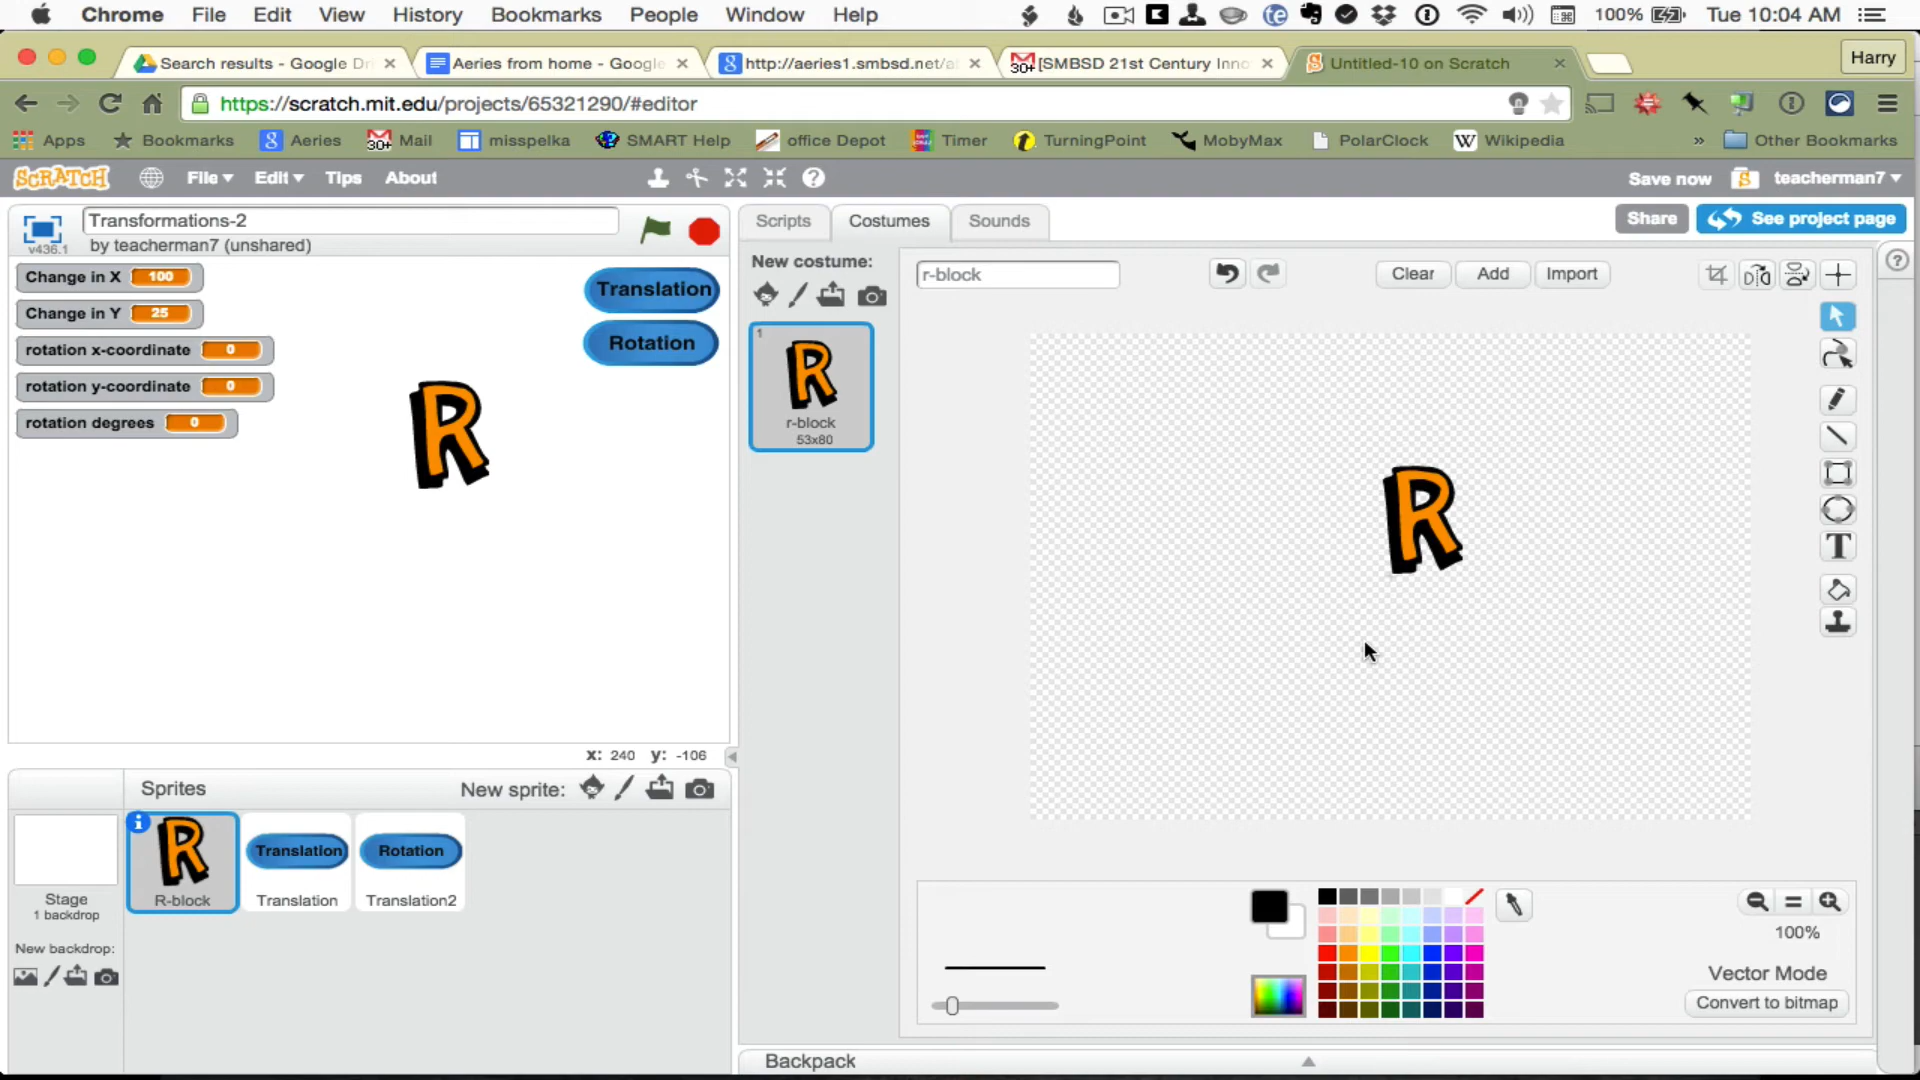 Chrome File Edit View History Bookmarks People Window Help 100% Tue 10:04 AM
Search results - Google Dri Aeries from home - Google http://aeries1.smbsd.net/a 30+ [SMBSD 21st Century Inno Untitled-10 on Scratch Harry
https://scratch.mit.edu/projects/65321290/#editor
Apps Bookmarks Aeries 30+ Mail misspelka SMART Help office Depot Timer TurningPoint MobyMax PolarClock W Wikipedia » Other Bookmarks
SCRATCH File Edit Tips About Save now teacherman7
Transformations-2
v436.1
by teacherman7 (unshared)
Scripts Costumes Sounds
Share See project page
Change in X 100
Change in Y 25
rotation x-coordinate 0
rotation y-coordinate 0
rotation degrees 0
Translation
Rotation
R
New costume:
1
R
r-block
53x80
r-block
Clear Add Import
R
T
x: 240 y: -106
Sprites New sprite:
R
R-block
Translation
Translation
Rotation
Translation2
Stage
1 backdrop
New backdrop:
100%
Vector Mode
Convert to bitmap
Backpack